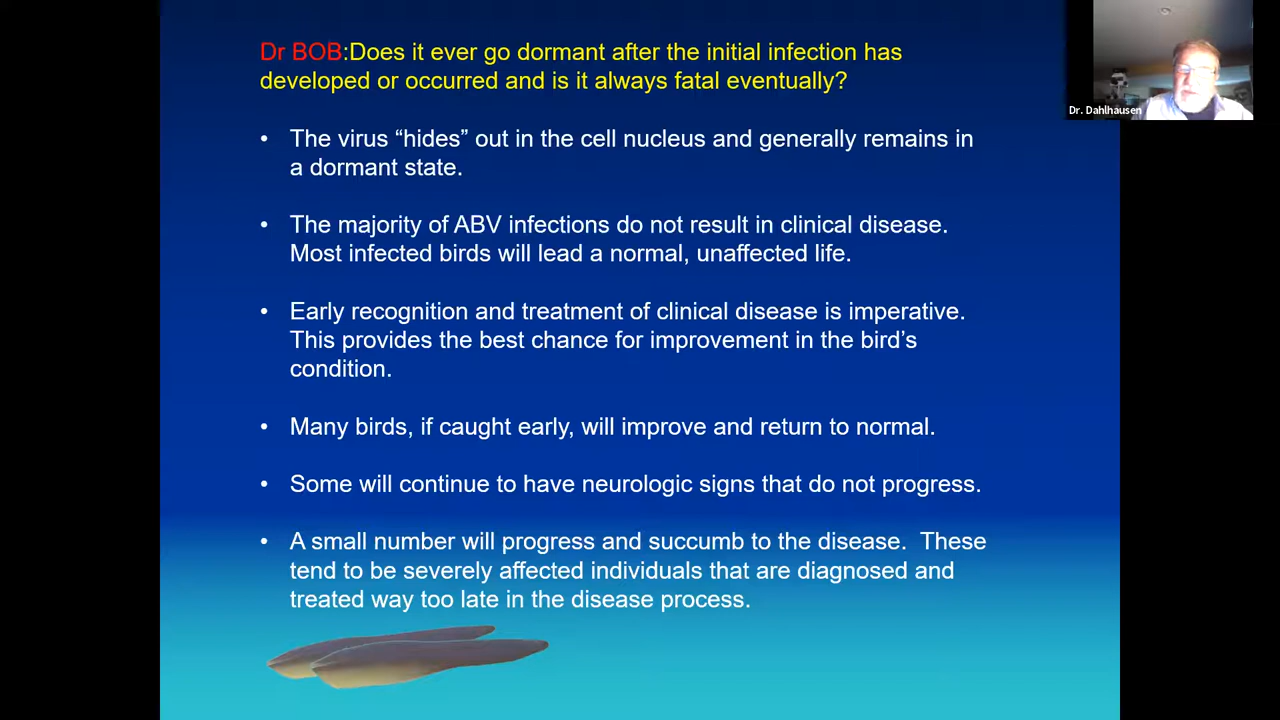 Dr BOB:Does it ever go dormant after the initial infection has
developed or occurred and is it always fatal eventually?
• The virus “hides” out in the cell nucleus and generally remains in
a dormant state.
• The majority of ABV infections do not result in clinical disease.
Most infected birds will lead a normal, unaffected life.
• Early recognition and treatment of clinical disease is imperative.
This provides the best chance for improvement in the bird’s
condition.
• Many birds, if caught early, will improve and return to normal.
• Some will continue to have neurologic signs that do not progress.
• A small number will progress and succumb to the disease.  These
tend to be severely affected individuals that are diagnosed and
treated way too late in the disease process.
Dr. Dahlhausen